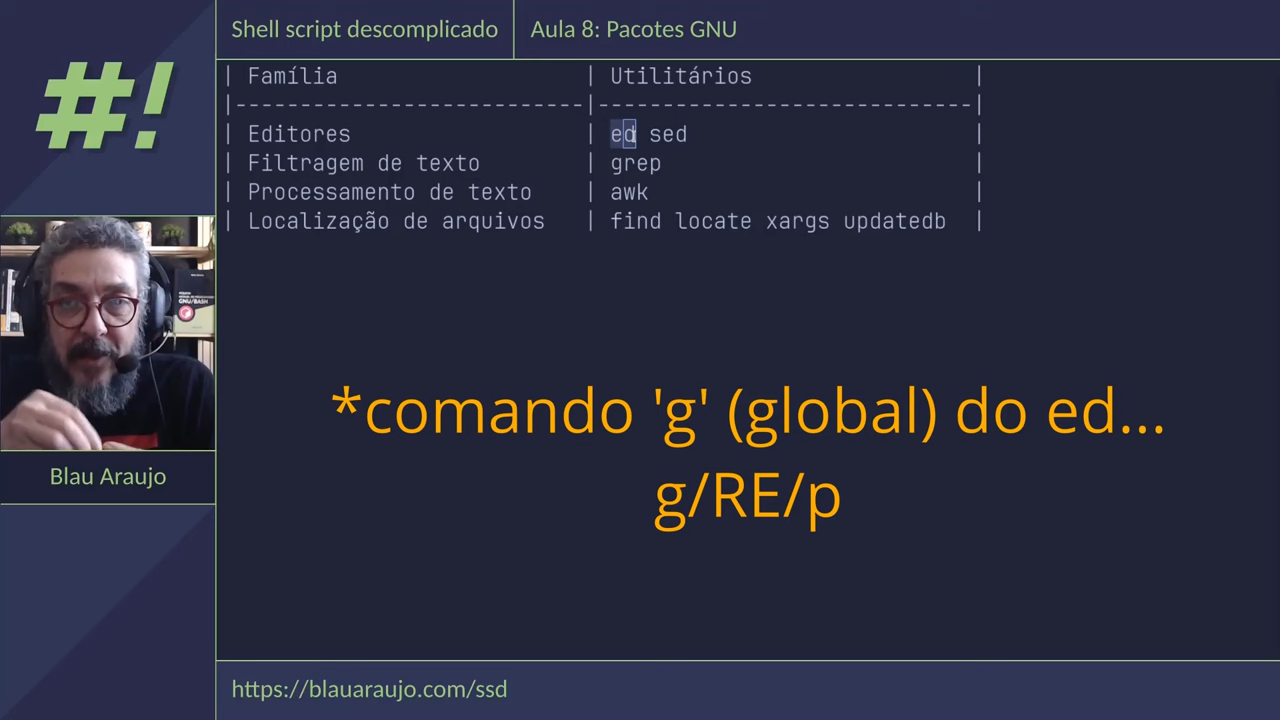 Shell script descomplicado
Aula 8: Pacotes GNU
#!
| Família | Utilitários |
|--------------------------|-----------------------------|
| Editores | ed sed |
| Filtragem de texto | grep |
| Processamento de texto | awk |
| Localização de arquivos | find locate xargs updatedb |
GNU/BASH
*comando 'g' (global) do ed...
g/RE/p
Blau Araujo
https://blauaraujo.com/ssd